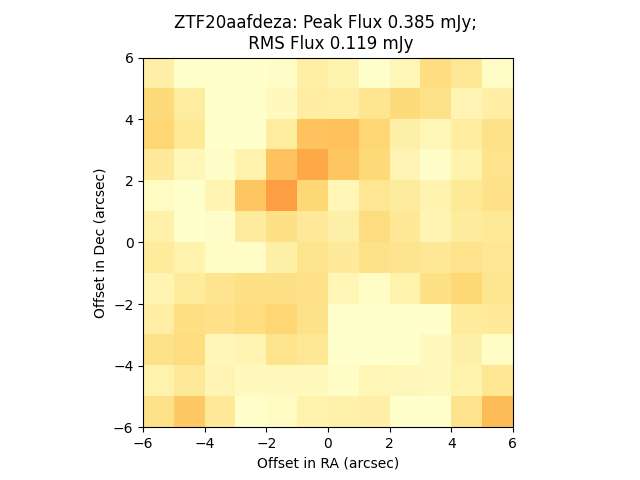 ZTF20aafdeza: Peak Flux 0.385 mJy;
RMS Flux 0.119 mJy
6
4
2
0
−2
−4
−6
Offset in Dec (arcsec)
−6 −4 −2 0 2 4 6
Offset in RA (arcsec)